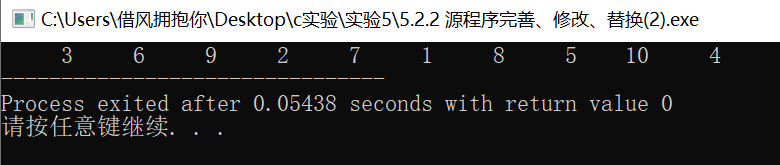 C:\Users\借风拥抱你\Desktop\c实验\实验5\5.2.2 源程序完善、修改、替换(2).exe
3 6 9 2 7 1 8 5 10 4
--------------------------------
Process exited after 0.05438 seconds with return value 0
请按任意键继续. . .